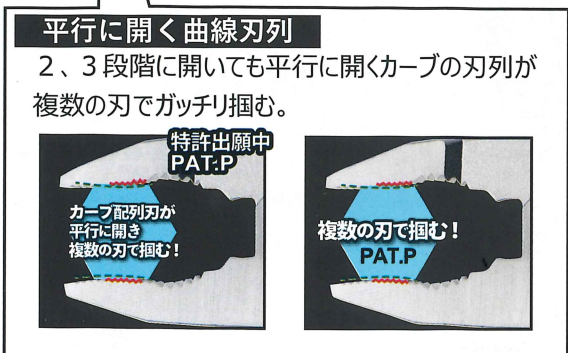 平行に開く曲線刃列
２、３段階に開いても平行に開くカーブの刃列が
複数の刃でガッチリ掴む。
特許出願中
PAT.P
カーブ配列刃が
平行に開き
複数の刃で掴む！
複数の刃で掴む！
PAT.P